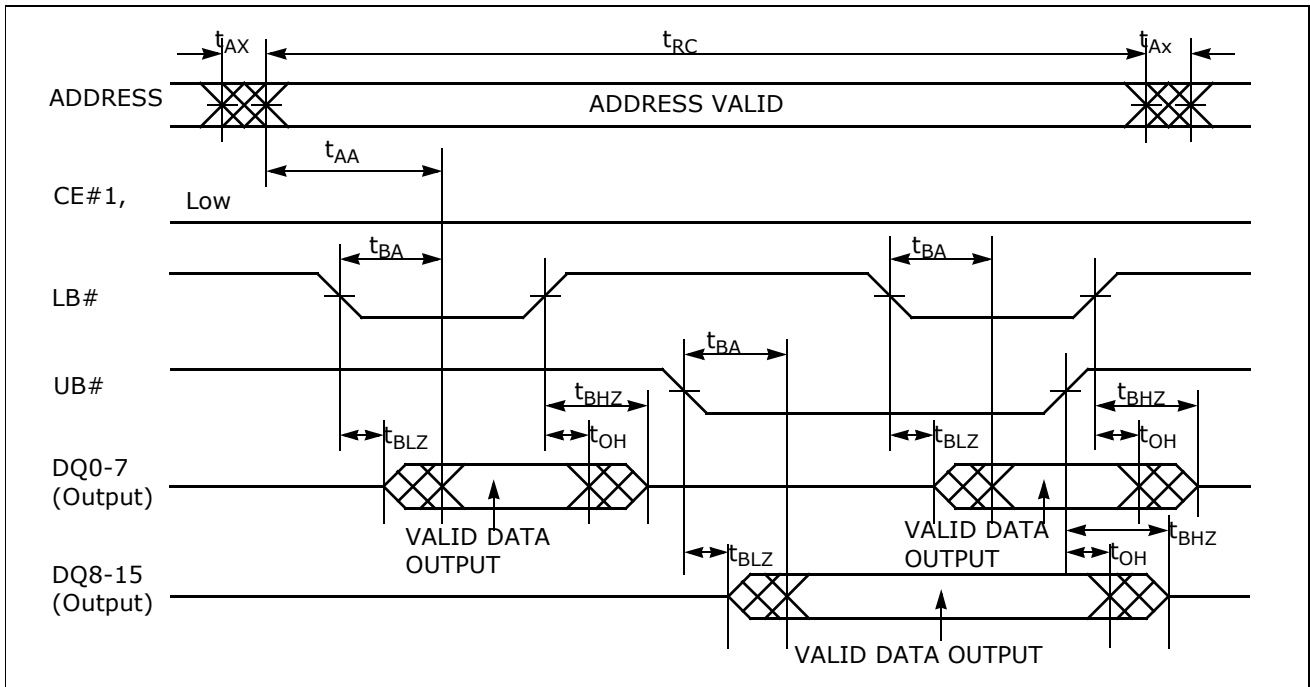 tAX
tRC
tAx
ADDRESS
ADDRESS VALID
tAA
CE#1,
Low
tBA
tBA
LB#
tBA
UB#
tBHZ
tBHZ
tBLZ
tOH
tBLZ
tOH
DQ0-7
(Output)
VALID DATA
OUTPUT
VALID DATA
OUTPUT
tBHZ
tBLZ
tOH
DQ8-15
(Output)
VALID DATA OUTPUT